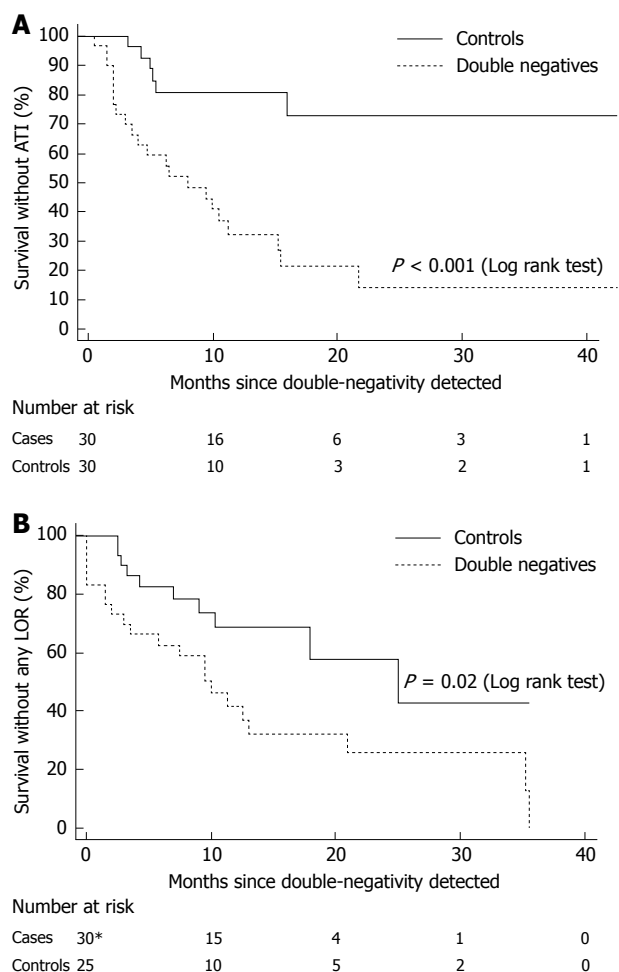 A
100
90
80
70
60
50
40
30
20
10
0
Survival without ATI (%)
Controls
Double negatives
P < 0.001 (Log rank test)
0 10 20 30 40
Months since double-negativity detected
Number at risk
Cases 30 16 6 3 1
Controls 30 10 3 2 1
B
100
80
60
40
20
0
Survival without any LOR (%)
Controls
Double negatives
P = 0.02 (Log rank test)
0 10 20 30 40
Months since double-negativity detected
Number at risk
Cases 30* 15 4 1 0
Controls 25 10 5 2 0